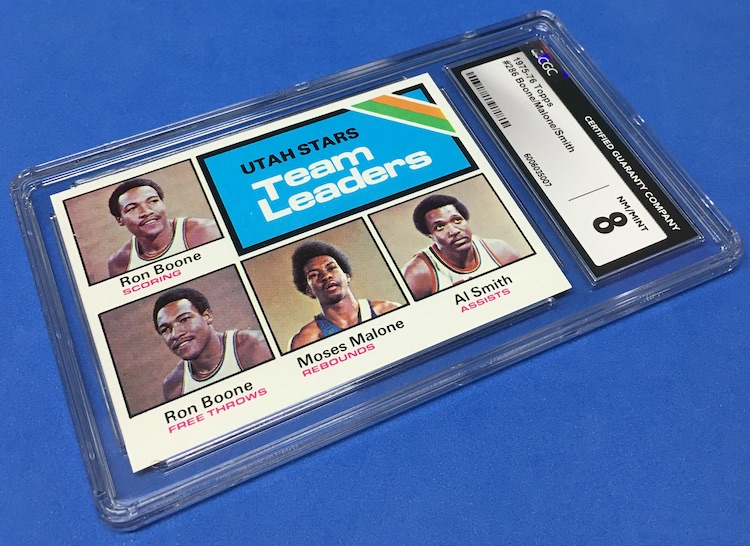 UTAH STARS
Team
Leaders
Ron Boone
SCORING
Ron Boone
FREE THROWS
Moses Malone
REBOUNDS
Al Smith
ASSISTS
CGC
1975-76 Topps
#286 Boone/Malone/Smith
6006035007
NM/MINT
8
CERTIFIED GUARANTY COMPANY